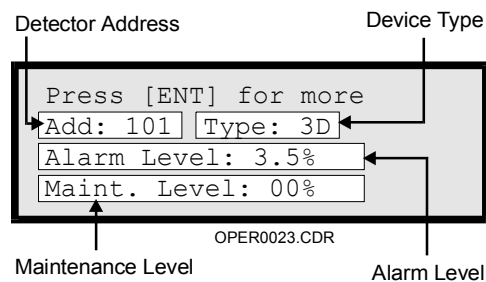 Detector Address
Device Type
Press [ENT] for more
Add: 101 Type: 3D
Alarm Level: 3.5%
Maint. Level: 00%
OPER0023.CDR
Maintenance Level
Alarm Level